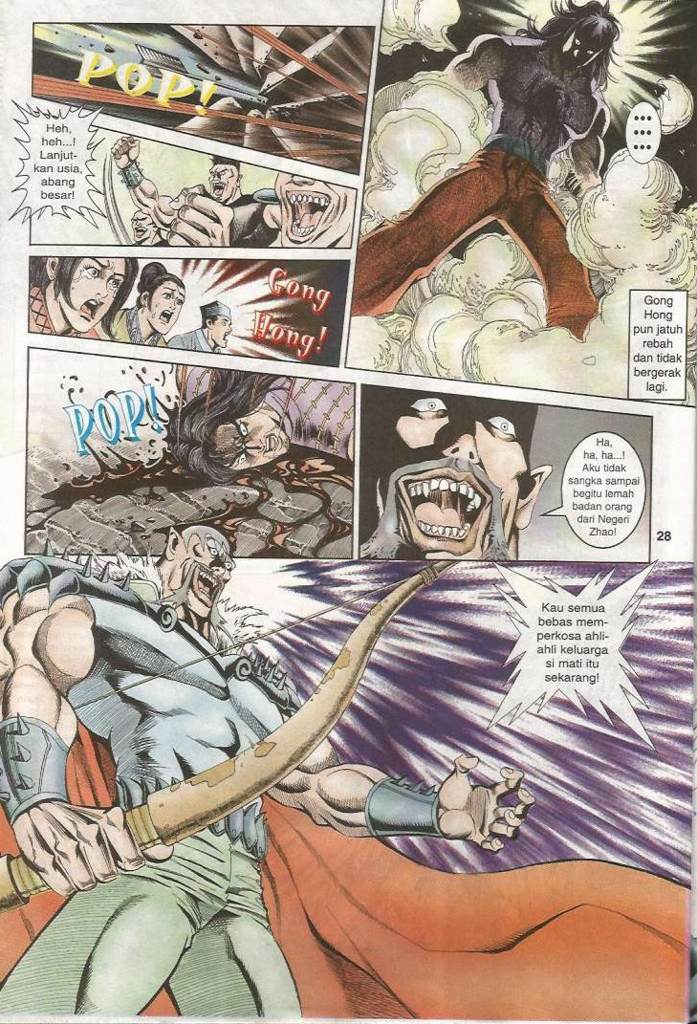 POP!
Heh,
heh...!
Lanjut-
kan usia,
abang
besar!
......
Gong
Hong
pun jatuh
rebah
dan tidak
bergerak
lagi.
Gong
Hong!
POP!
Ha,
ha, ha...!
Aku tidak
sangka sampai
begitu lemah
badan orang
dari Negeri
Zhao!
28
Kau semua
bebas mem-
perkosa ahli-
ahli keluarga
si mati itu
sekarang!